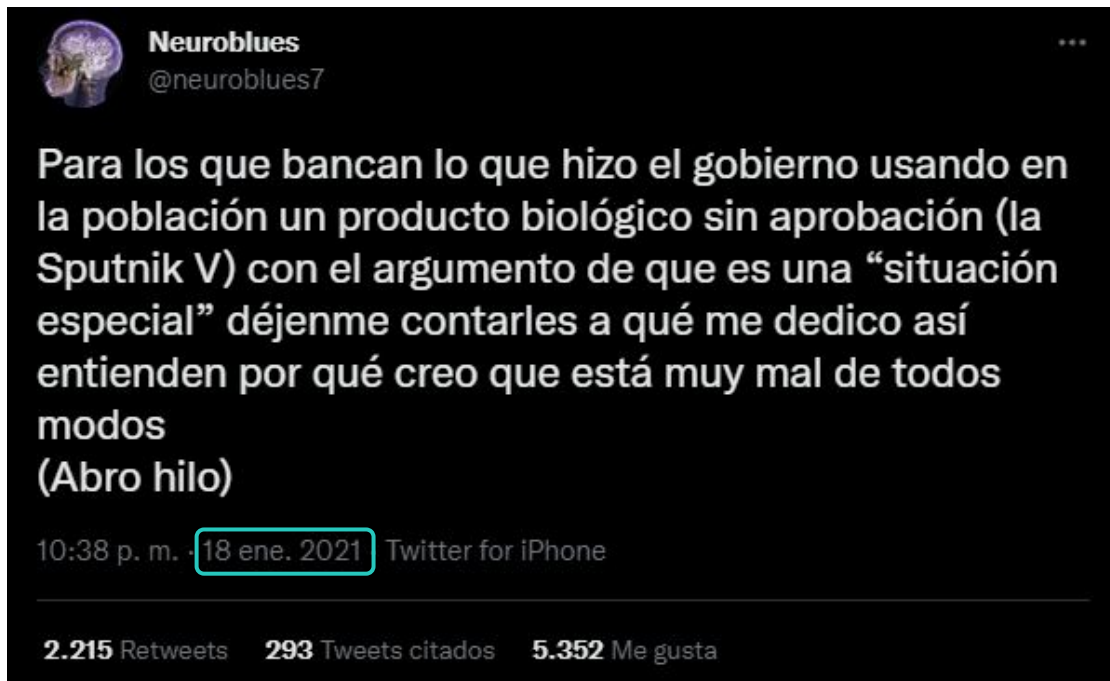 Neuroblues
@neuroblues7
Para los que bancan lo que hizo el gobierno usando en
la población un producto biológico sin aprobación (la
Sputnik V) con el argumento de que es una “situación
especial” déjenme contarles a qué me dedico así
entienden por qué creo que está muy mal de todos
modos
(Abro hilo)
10:38 p. m. · 18 ene. 2021 · Twitter for iPhone
2.215 Retweets 293 Tweets citados 5.352 Me gusta